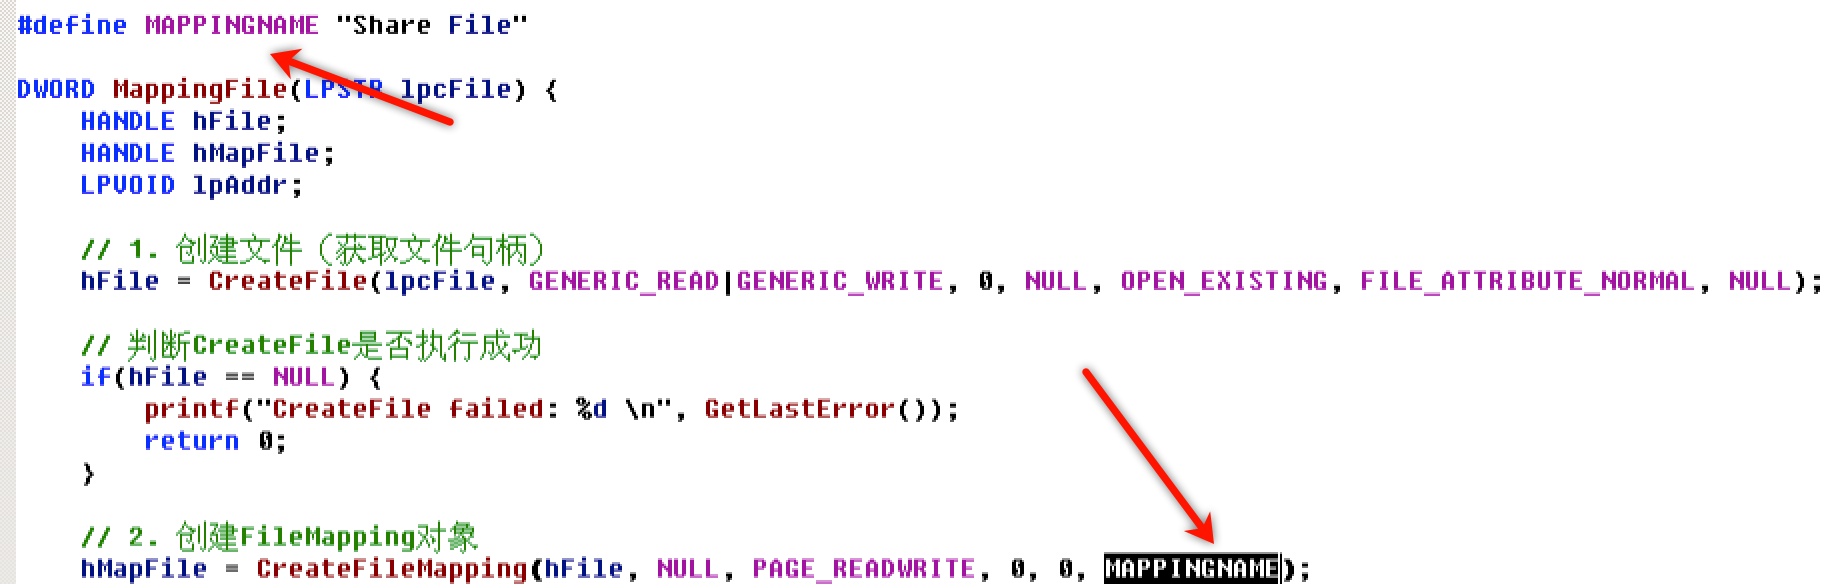 #define MAPPINGNAME "Share File"
DWORD MappingFile(LPSTR lpcFile) {
HANDLE hFile;
HANDLE hMapFile;
LPVOID lpAddr;
// 1. 创建文件（获取文件句柄）
hFile = CreateFile(lpcFile, GENERIC_READ|GENERIC_WRITE, 0, NULL, OPEN_EXISTING, FILE_ATTRIBUTE_NORMAL, NULL);
// 判断CreateFile是否执行成功
if(hFile == NULL) {
printf("CreateFile failed: %d \n", GetLastError());
return 0;
}
// 2. 创建FileMapping对象
hMapFile = CreateFileMapping(hFile, NULL, PAGE_READWRITE, 0, 0, MAPPINGNAME);